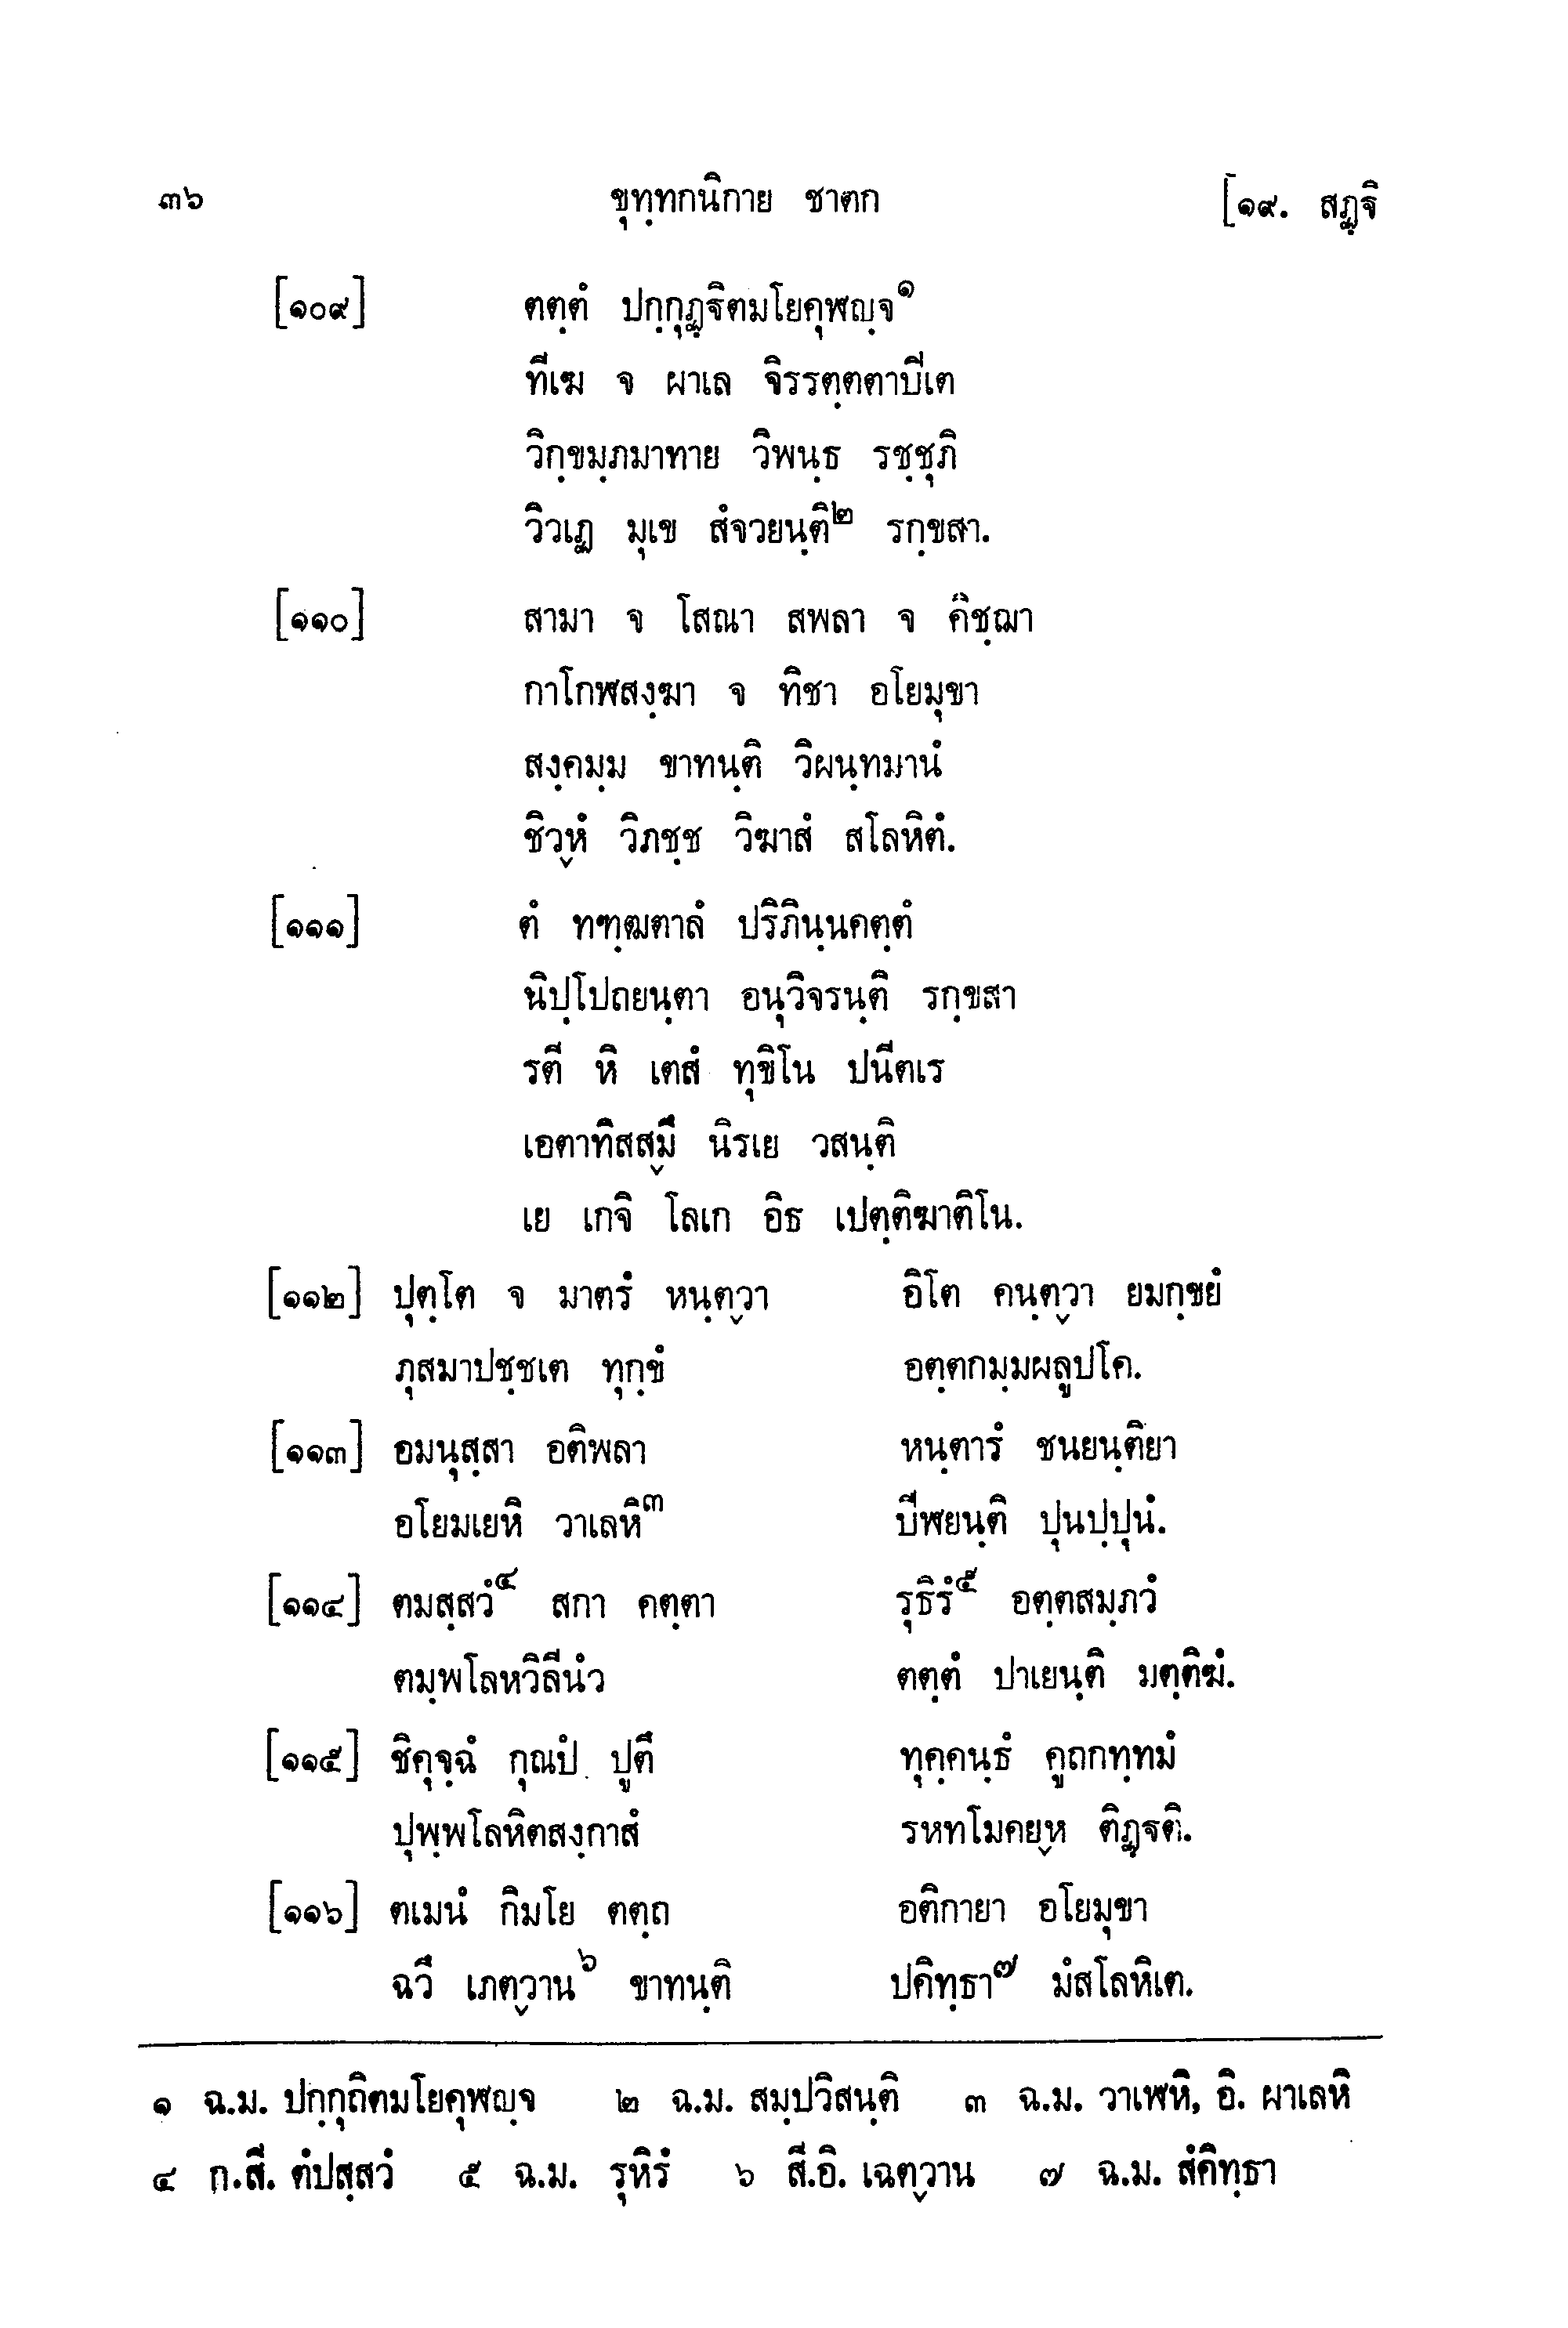 ๓๖ ขุทฺทกนิกาย ชาตก [๑๙. สฏฺฐิ
[๑๐๙] ตตฺตํ ปกฺกุฏฺฐิตมโยคุฬญฺจ๑
ทีเฆ จ ผาเล จิรรตฺตตาปีเต
วิกฺขมฺภมาทาย วิพนฺธ รชฺชุภิ
วิวเฏ มุเข สํจวยนฺติ๒ รกฺขสา.
[๑๑๐] สามา จ โสณา สพลา จ คิชฺฌา
กาโกฬสงฺฆา จ ทิชา อโยมุขา
สงฺคมฺม ขาทนฺติ วิผนฺทมานํ
ชิวฺหํ วิภชฺช วิฆาสํ สโลหิตํ.
[๑๑๑] ตํ ทฑฺฒตาลํ ปริภินฺนคตฺตํ
นิปฺโปถยนฺตา อนุวิจรนฺติ รกฺขสา
รตี หิ เตสํ ทุขิโน ปนีตเร
เอตาทิสสฺมึ นิรเย วสนฺติ
เย เกจิ โลเก อิธ เปตฺติฆาติโน.
[๑๑๒] ปุตฺโต จ มาตรํ หนฺตฺวา อิโต คนฺตฺวา ยมกฺขยํ
ภุสมาปชฺชเต ทุกฺขํ อตฺตกมฺมผลูปโค.
[๑๑๓] อมนุสฺสา อติพลา หนฺตารํ ชนยนฺติยา
อโยมเยหิ วาเลหิ๓ ปีฬยนฺติ ปุนปฺปุนํ.
[๑๑๔] ตมสฺสวํ๔ สกา คตฺตา รุธิรํ๕ อตฺตสมฺภวํ
ตมฺพโลหวิลีนํว ตตฺตํ ปาเยนฺติ มตฺติฆํ.
[๑๑๕] ชิคุจฺฉํ กุณปํ ปูตึ ทุคฺคนฺธํ คูถกทฺทมํ
ปุพฺพโลหิตสงฺกาสํ รหทโมคยฺห ติฏฺฐติ.
[๑๑๖] ตเมนํ กิมโย ตตฺถ อติกายา อโยมุขา
ฉวึ เภตฺวาน๖ ขาทนฺติ ปคิทฺธา๗ มํสโลหิเต.
๑ ฉ.ม. ปกฺกุถิตมโยคุฬญฺจ ๒ ฉ.ม. สมฺปวิสนฺติ ๓ ฉ.ม. วาเฬหิ, อิ. ผาเลหิ
๔ ก.สี. ตํปสฺสวํ ๕ ฉ.ม. รุหิรํ ๖ สี.อิ. เฉตฺวาน ๗ ฉ.ม. สํคิทฺธา